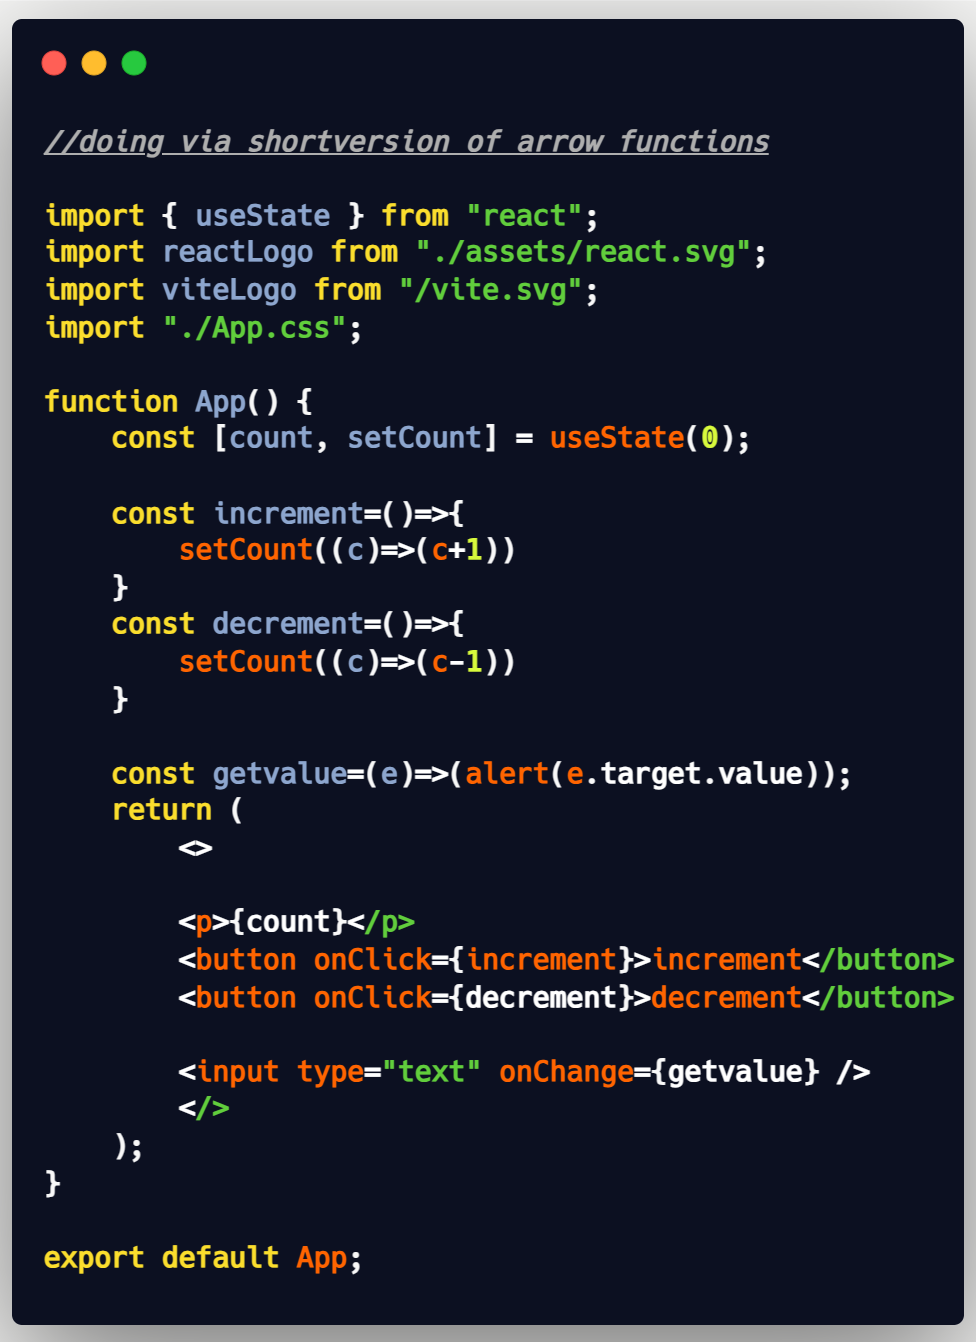 //doing via shortversion of arrow functions
import { useState } from "react";
import reactLogo from "./assets/react.svg";
import viteLogo from "/vite.svg";
import "./App.css";
function App() {
    const [count, setCount] = useState(0);
    const increment=()=>{
        setCount((c)=>(c+1))
    }
    const decrement=()=>{
        setCount((c)=>(c-1))
    }
    const getvalue=(e)=>(alert(e.target.value));
    return (
        <>
        <p>{count}</p>
        <button onClick={increment}>increment</button>
        <button onClick={decrement}>decrement</button>
        <input type="text" onChange={getvalue} />
        </>
    );
}
export default App;